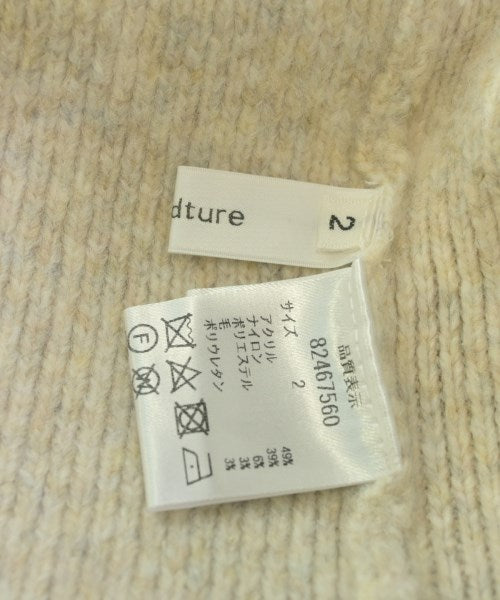 dture
2
品質表示
82467560
サイズ 2
アクリル 49%
ナイロン 39%
ポリエステル 6%
毛 3%
ポリウレタン 3%
F
W